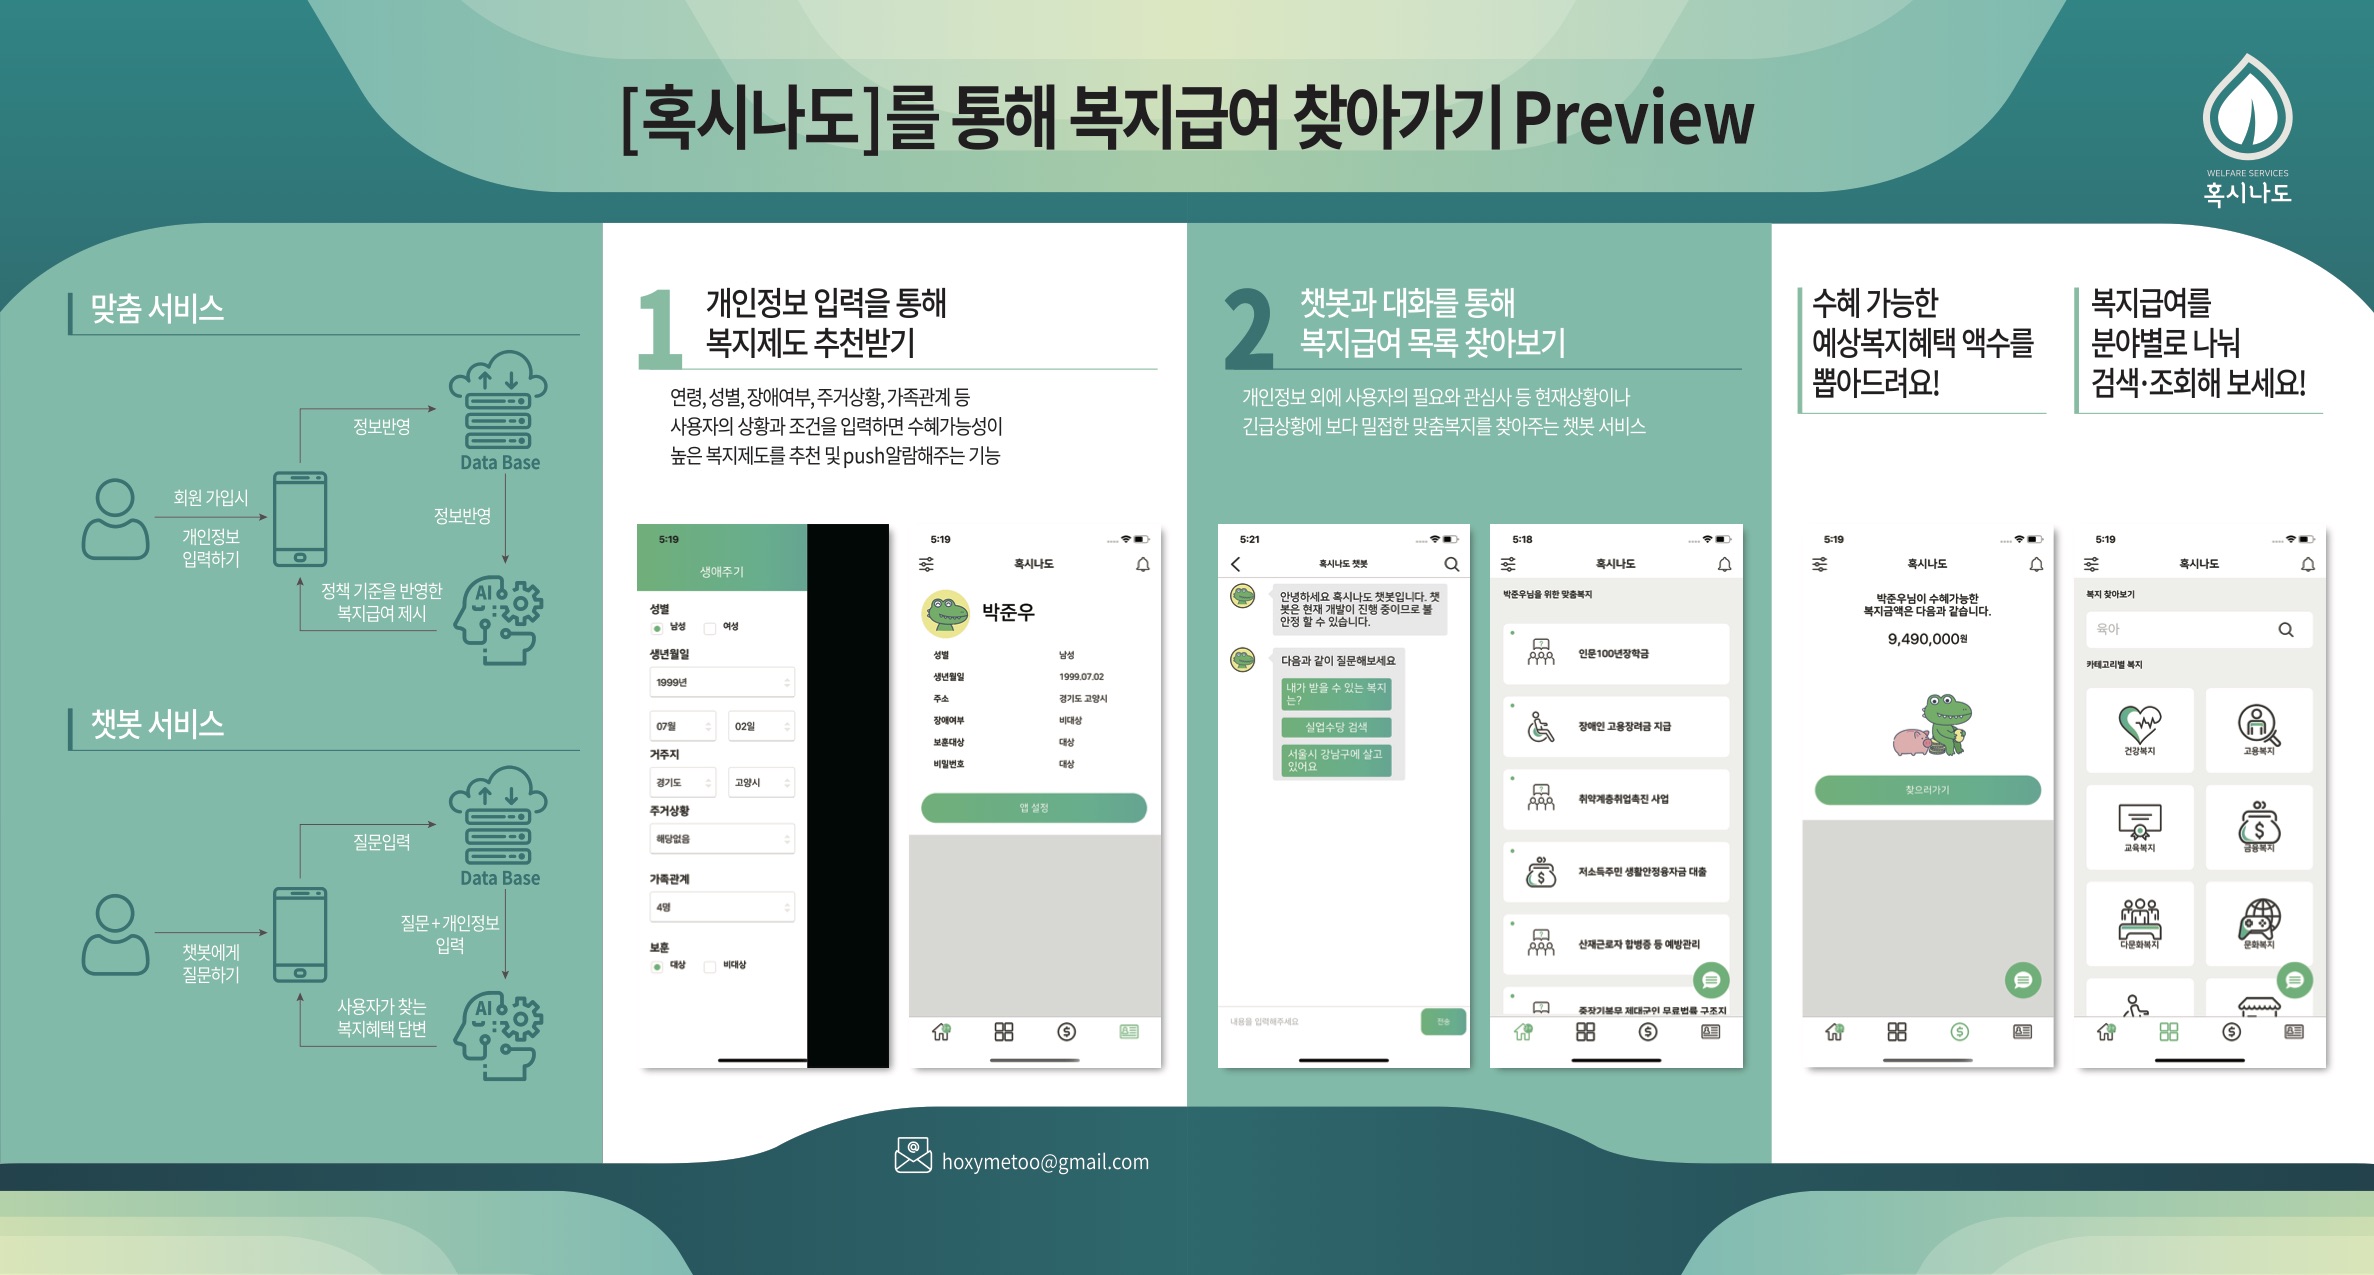 [혹시나도]를 통해 복지급여 찾아가기 Preview
WELFARE SERVICES
혹시나도
맞춤 서비스
정보반영
Data Base
회원 가입시
개인정보
입력하기
정보반영
정책 기준을 반영한
복지급여 제시
AI
챗봇 서비스
질문입력
Data Base
챗봇에게
질문하기
질문 + 개인정보
입력
사용자가 찾는
복지혜택 답변
AI
1
개인정보 입력을 통해
복지제도 추천받기
연령, 성별, 장애여부, 주거상황, 가족관계 등
사용자의 상황과 조건을 입력하면 수혜가능성이
높은 복지제도를 추천 및 push알람해주는 기능
5:19
생애주기
성별
남성 여성
생년월일
1999년
07월 02일
거주지
경기도 고양시
주거상황
해당없음
가족관계
4명
보훈
대상 비대상
5:19
혹시나도
박준우
성별 남성
생년월일 1999.07.02
주소 경기도 고양시
장애여부 비대상
보훈대상 대상
비밀번호 대상
앱 설정
2
챗봇과 대화를 통해
복지급여 목록 찾아보기
개인정보 외에 사용자의 필요와 관심사 등 현재상황이나
긴급상황에 보다 밀접한 맞춤복지를 찾아주는 챗봇 서비스
5:21
혹시나도 챗봇
안녕하세요 혹시나도 챗봇입니다. 챗
봇은 현재 개발이 진행 중이므로 불
안정 할 수 있습니다.
다음과 같이 질문해보세요
내가 받을 수 있는 복지
는?
실업수당 검색
서울시 강남구에 살고
있어요
내용을 입력해주세요
전송
5:18
혹시나도
박준우님을 위한 맞춤복지
인문100년장학금
장애인 고용장려금 지급
취약계층취업촉진 사업
저소득주민 생활안정융자금 대출
산재근로자 합병증 등 예방관리
중장기복무 제대군인 무료법률 구조지
수혜 가능한
예상복지혜택 액수를
뽑아드려요!
5:19
혹시나도
박준우님이 수혜가능한
복지금액은 다음과 같습니다.
9,490,000원
찾으러가기
복지급여를
분야별로 나눠
검색·조회해 보세요!
5:19
혹시나도
복지 찾아보기
육아
카테고리별 복지
건강복지 고용복지
교육복지 금융복지
다문화복지 문화복지
hoxymetoo@gmail.com